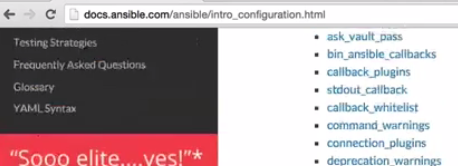 docs.ansible.com/ansible/intro_configuration.html
Testing Strategies
Frequently Asked Questions
Glossary
YAML Syntax
“Sooo elite....yes!”*
ask_vault_pass
bin_ansible_callbacks
callback_plugins
stdout_callback
callback_whitelist
command_warnings
connection_plugins
deprecation_warnings